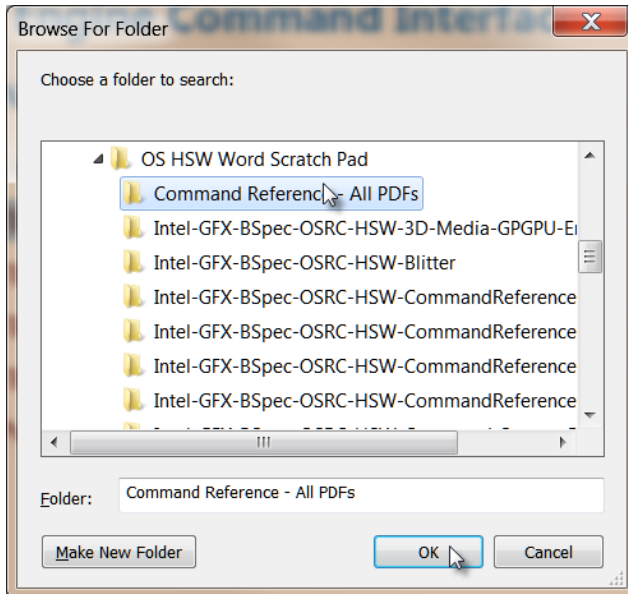 Engine Command Interfac
Browse For Folder
Choose a folder to search:
OS HSW Word Scratch Pad
Command Reference - All PDFs
Intel-GFX-BSpec-OSRC-HSW-3D-Media-GPGPU-E
Intel-GFX-BSpec-OSRC-HSW-Blitter
Intel-GFX-BSpec-OSRC-HSW-CommandReference
Intel-GFX-BSpec-OSRC-HSW-CommandReference
Intel-GFX-BSpec-OSRC-HSW-CommandReference
Intel-GFX-BSpec-OSRC-HSW-CommandReference
Folder:
Command Reference - All PDFs
Make New Folder
OK
Cancel